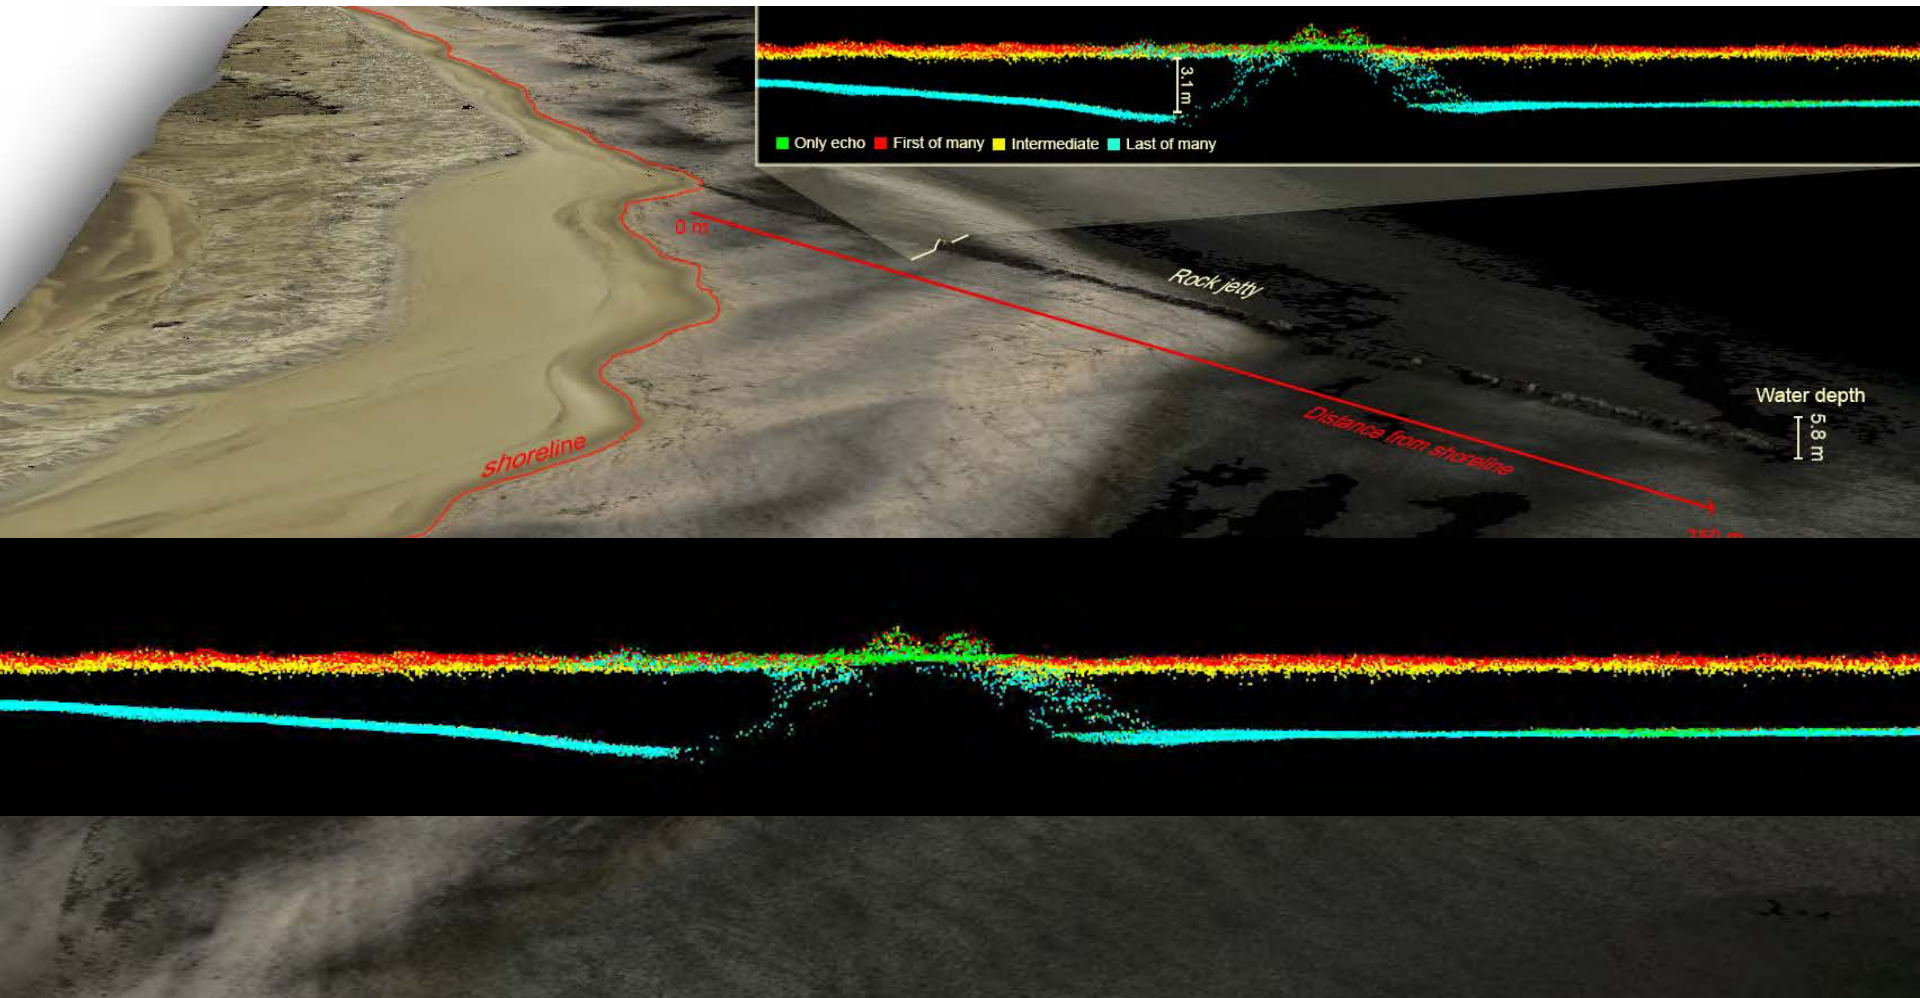 3.1 m
Only echo First of many Intermediate Last of many
0 m
Rock jetty
Water depth
5.8 m
Distance from shoreline
shoreline